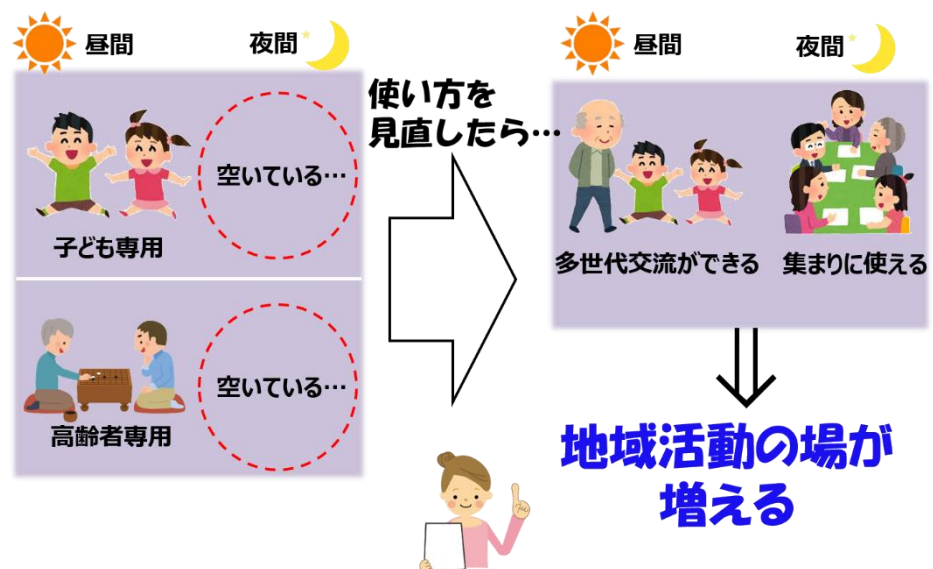 昼間
夜間
子ども専用
空いている…
高齢者専用
空いている…
使い方を
見直したら…
昼間
夜間
多世代交流ができる
集まりに使える
地域活動の場が
増える